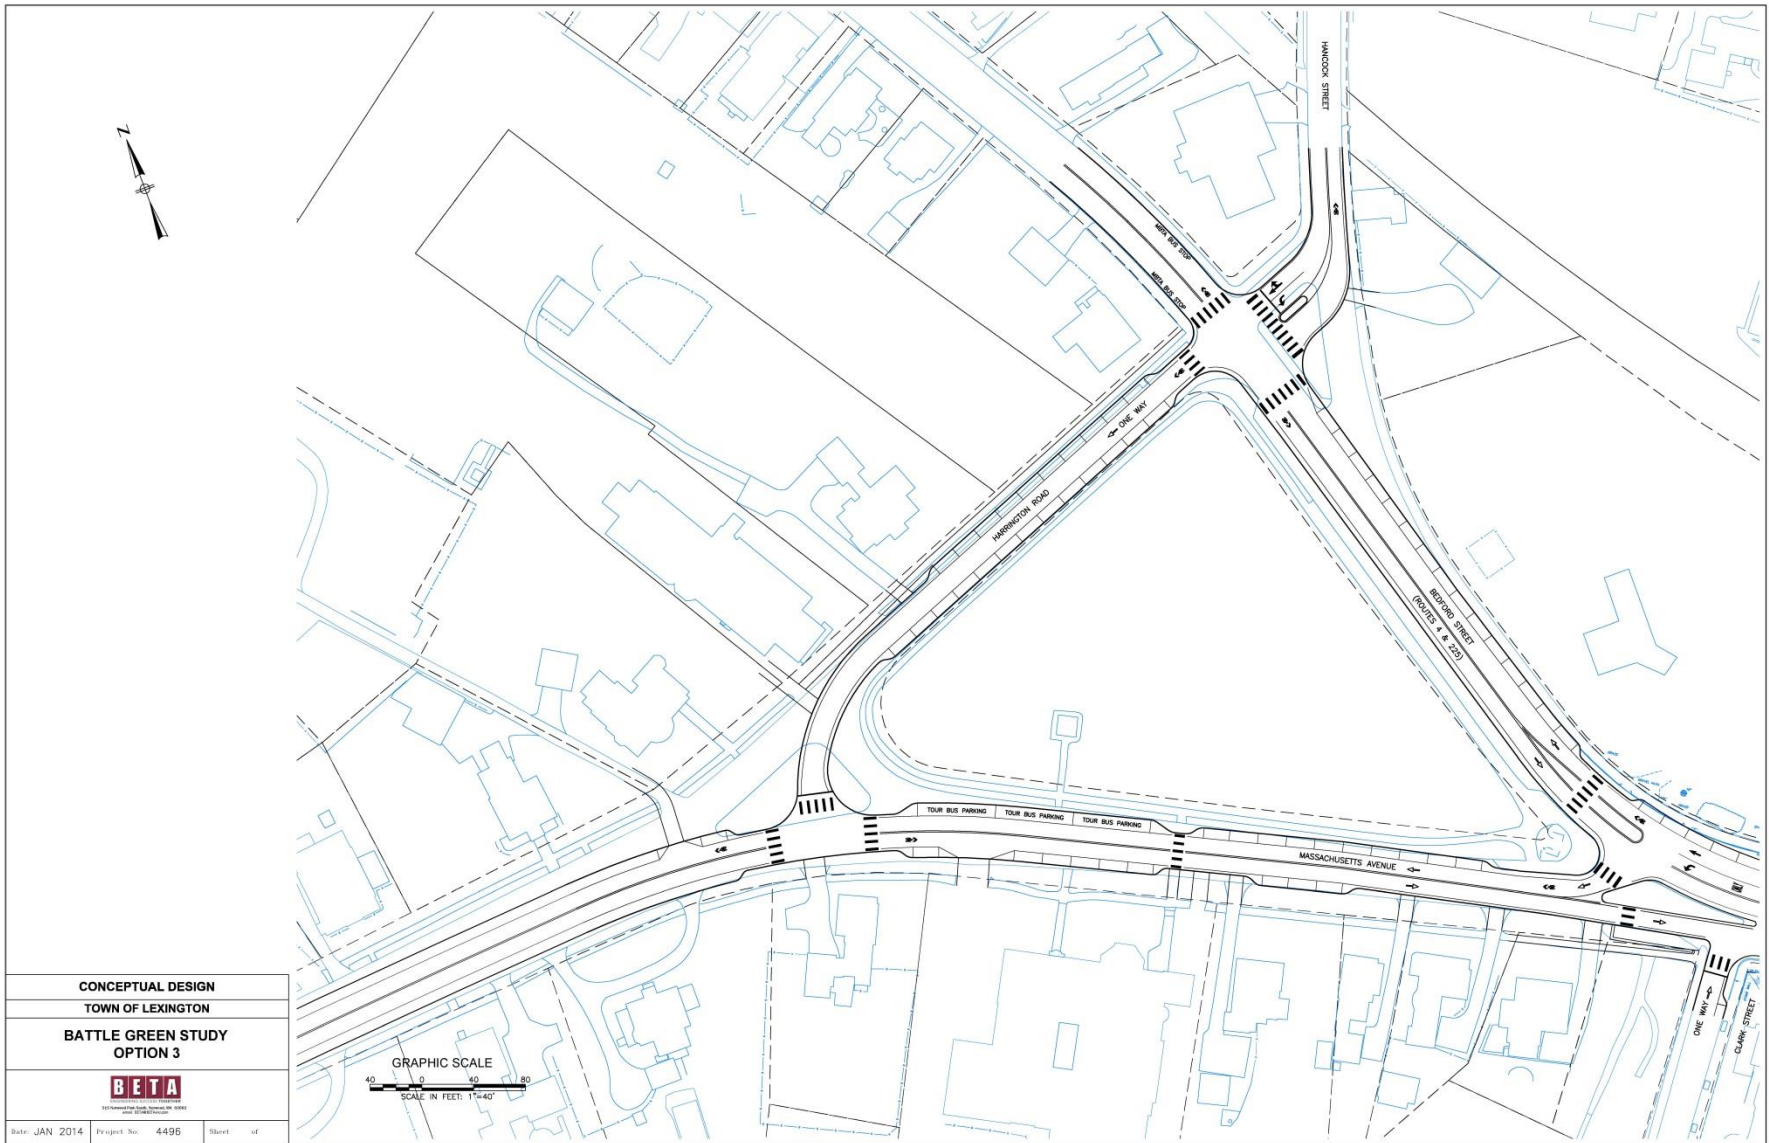 N
HANCOCK STREET
MBTA BUS STOP
MBTA BUS STOP
ONE WAY
HARRINGTON ROAD
BEDFORD STREET
(ROUTES 4 & 225)
TOUR BUS PARKING
TOUR BUS PARKING
TOUR BUS PARKING
MASSACHUSETTS AVENUE
ONE WAY
CLARK STREET
GRAPHIC SCALE
40 0 40 80
SCALE IN FEET: 1"=40'
CONCEPTUAL DESIGN
TOWN OF LEXINGTON
BATTLE GREEN STUDY
OPTION 3
BETA
Date: JAN 2014 Project No: 4496 Sheet of